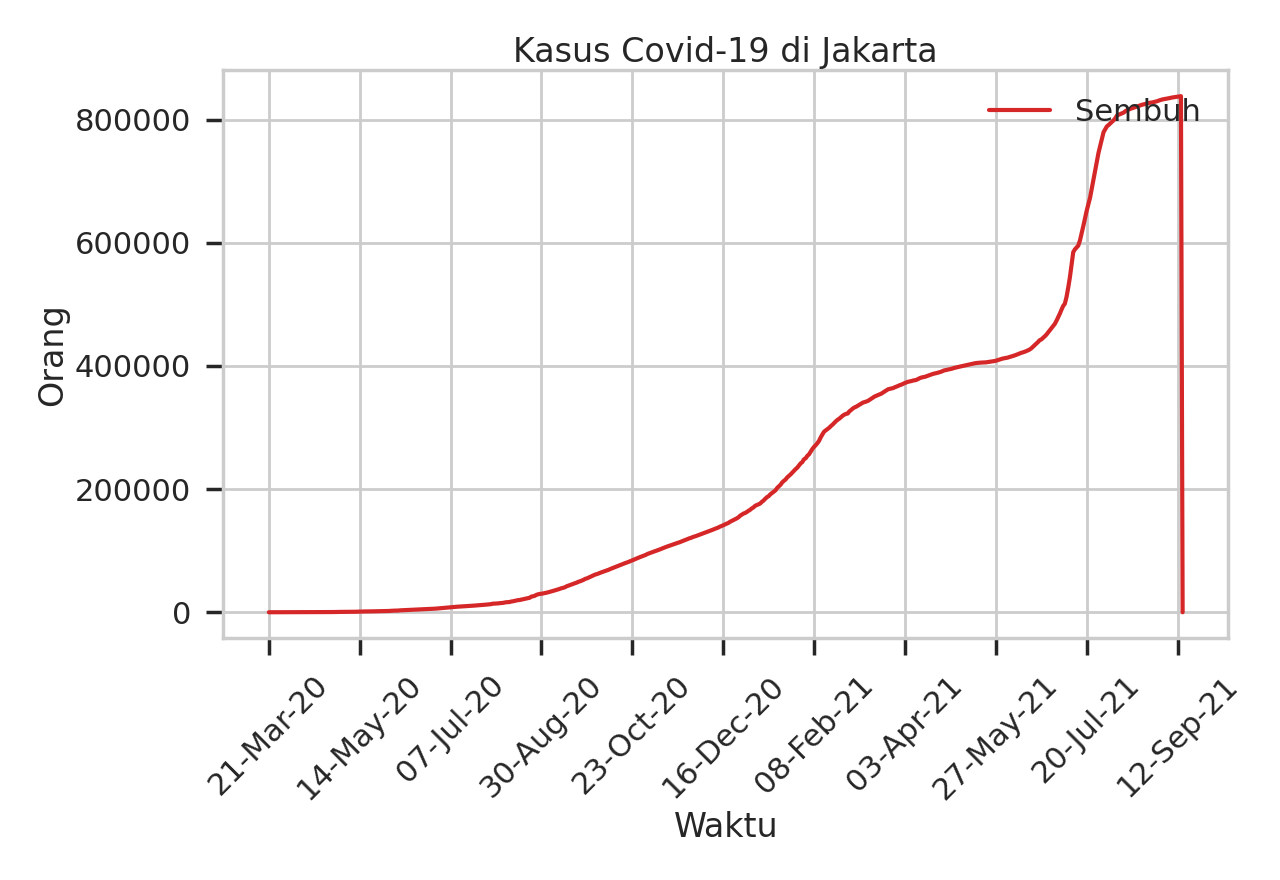 Kasus Covid-19 di Jakarta
Sembuh
Orang
800000
600000
400000
200000
0
21-Mar-20
14-May-20
07-Jul-20
30-Aug-20
23-Oct-20
16-Dec-20
08-Feb-21
03-Apr-21
27-May-21
20-Jul-21
12-Sep-21
Waktu